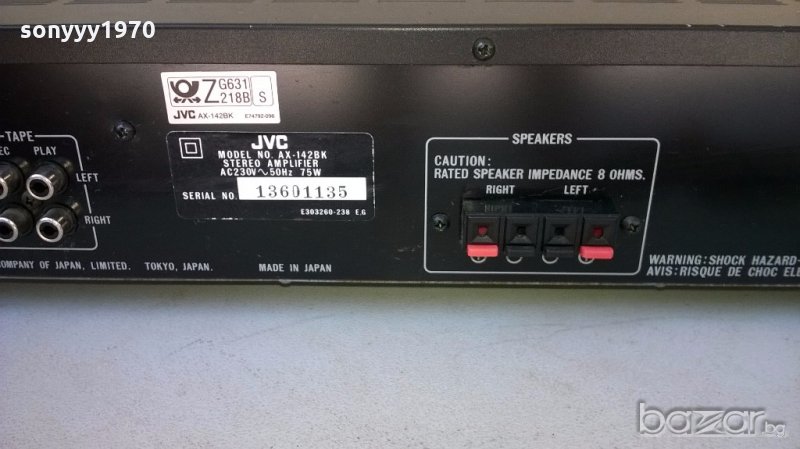 sonyyy1970
Z G631
218B S
JVC AX-142BK E74792-096
TAPE
PLAY
LEFT
RIGHT
JVC
MODEL NO. AX-142BK
STEREO AMPLIFIER
AC230V~50Hz 75W
SERIAL NO. 13601135
E303260-238 E.G
SPEAKERS
CAUTION:
RATED SPEAKER IMPEDANCE 8 OHMS.
RIGHT LEFT
COMPANY OF JAPAN, LIMITED. TOKYO, JAPAN. MADE IN JAPAN
WARNING: SHOCK HAZARD-
AVIS: RISQUE DE CHOC ELE
bazar.bg